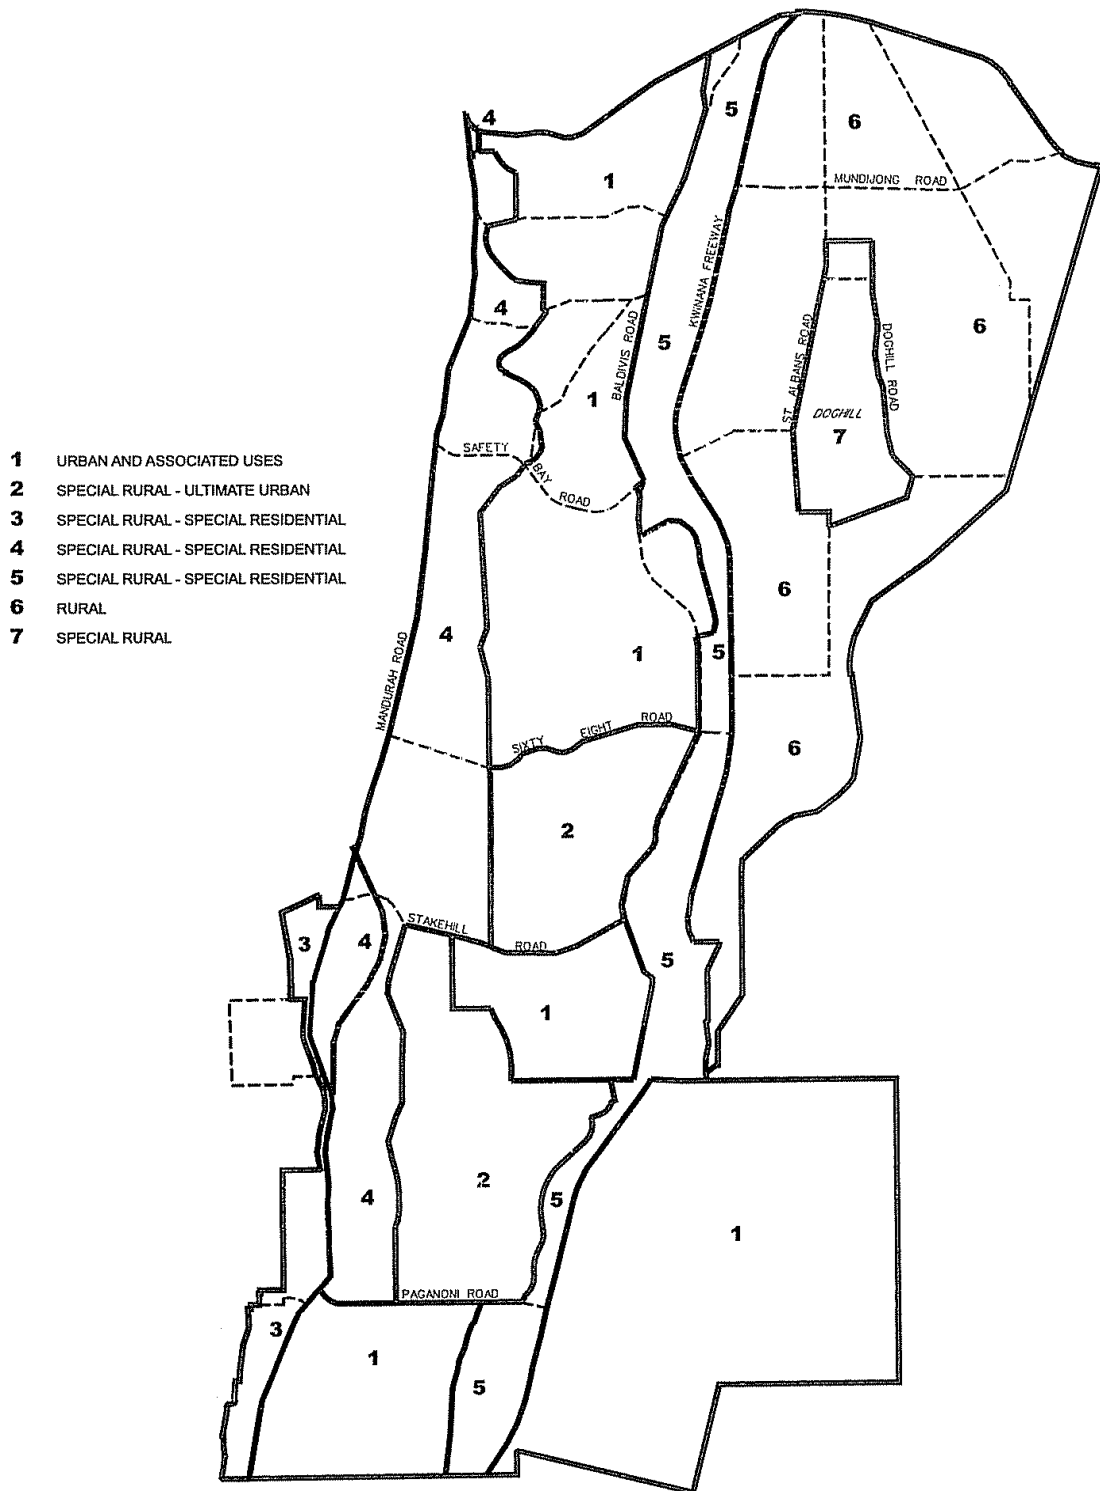 4
5
6
1
MUNDIJONG ROAD
KWINANA FREEWAY
4
5
6
BALDIVIS ROAD
ST ALBANS ROAD
DOGHILL ROAD
1
DOGHILL
7
SAFETY BAY ROAD
1 URBAN AND ASSOCIATED USES
2 SPECIAL RURAL - ULTIMATE URBAN
3 SPECIAL RURAL - SPECIAL RESIDENTIAL
4 SPECIAL RURAL - SPECIAL RESIDENTIAL
5 SPECIAL RURAL - SPECIAL RESIDENTIAL
6 RURAL
7 SPECIAL RURAL
6
4
1
5
MANDURAH ROAD
SIXTY EIGHT ROAD
6
2
STAKEHILL ROAD
3
4
5
1
2
4
5
1
PAGANONI ROAD
3
1
5